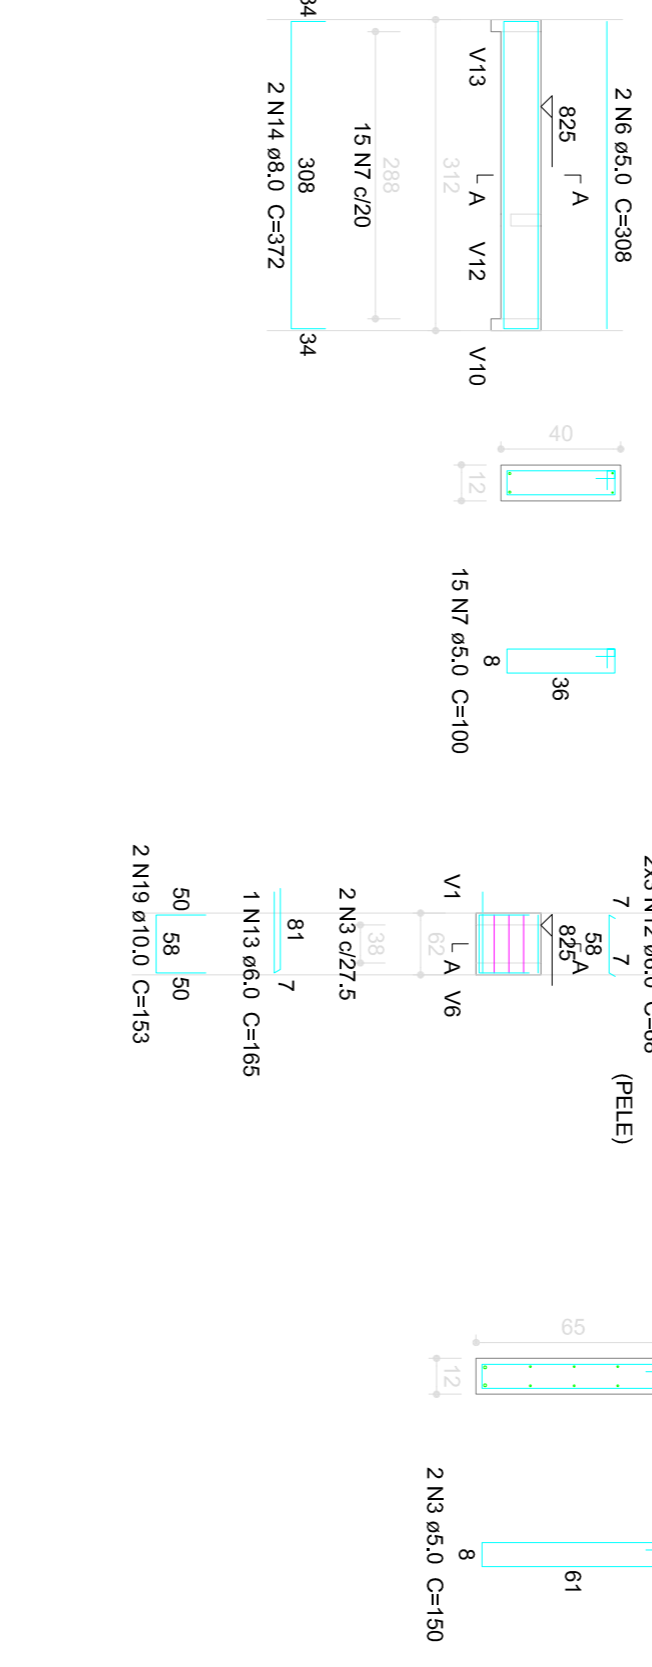 2 N6 ø5.0 C=308
825
A
A
V13
V12
V10
312
288
15 N7 c/20
34
308
34
2 N14 ø8.0 C=372
40
12
15 N7 ø5.0 C=100
8
36
7
58
7
(PELE)
825
A
V1
A
V6
62
38
2 N3 c/27.5
81
7
1 N13 ø6.0 C=165
50
58
50
2 N19 ø10.0 C=153
65
12
2 N3 ø5.0 C=150
8
61